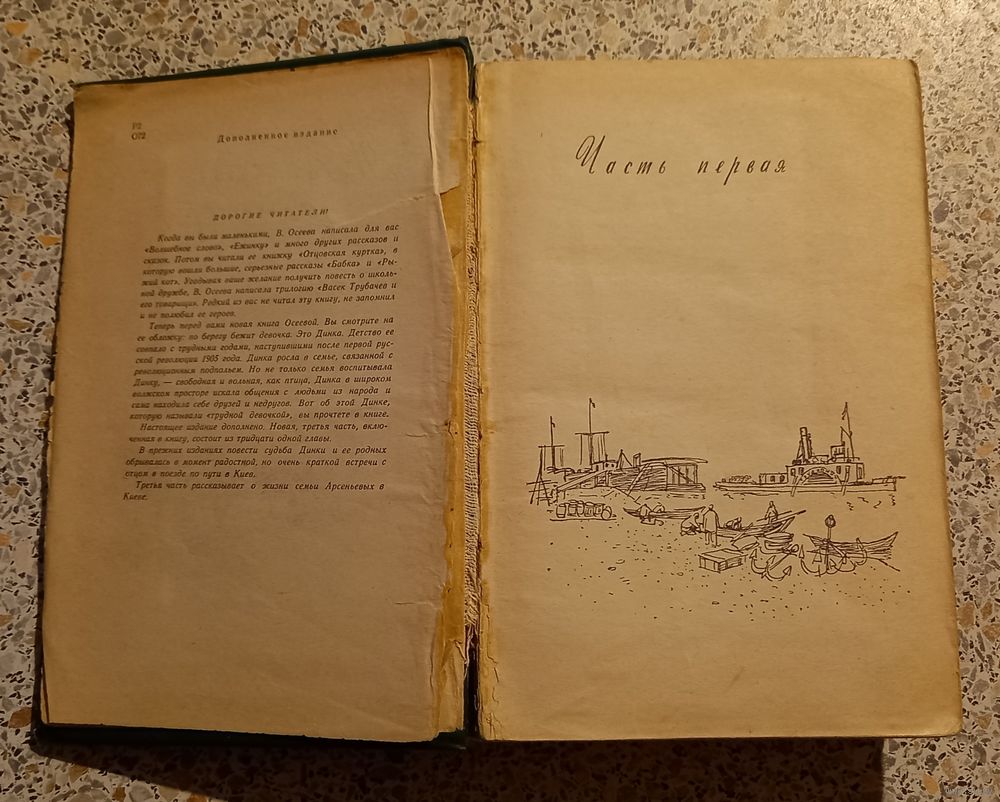 Р2
О72
Дополненное издание
ДОРОГИЕ ЧИТАТЕЛИ!
Когда вы были маленькими, В. Осеева написала для вас
«Волшебное слово», «Ежинку» и много других рассказов и
сказок. Потом вы читали ее книжку «Отцовская куртка», в
которую вошли большие, серьезные рассказы «Бабка» и «Ры-
жий кот». Угадывая ваше желание получить повесть о школь-
ной дружбе, В. Осеева написала трилогию «Васек Трубачев и
его товарищи». Редкий из вас не читал эту книгу, не запомнил
и не полюбил ее героев.
Теперь перед вами новая книга Осеевой. Вы смотрите на
ее обложку: по берегу бежит девочка. Это Динка. Детство ее
совпало с трудными годами, наступившими после первой рус-
ской революции 1905 года. Динка росла в семье, связанной с
революционным подпольем. Но не только семья воспитывала
Динку, — свободная и вольная, как птица, Динка в широком
волжском просторе искала общения с людьми из народа и
сама находила себе друзей и недругов. Вот об этой Динке,
которую называли «трудной девочкой», вы прочтете в книге.
Настоящее издание дополнено. Новая, третья часть, вклю-
ченная в книгу, состоит из тридцати одной главы.
В прежних изданиях повести судьба Динки и ее родных
обрывалась в момент радостной, но очень краткой встречи с
отцом в поезде по пути в Киев.
Третья часть рассказывает о жизни семьи Арсеньевых в
Киеве.
Часть первая